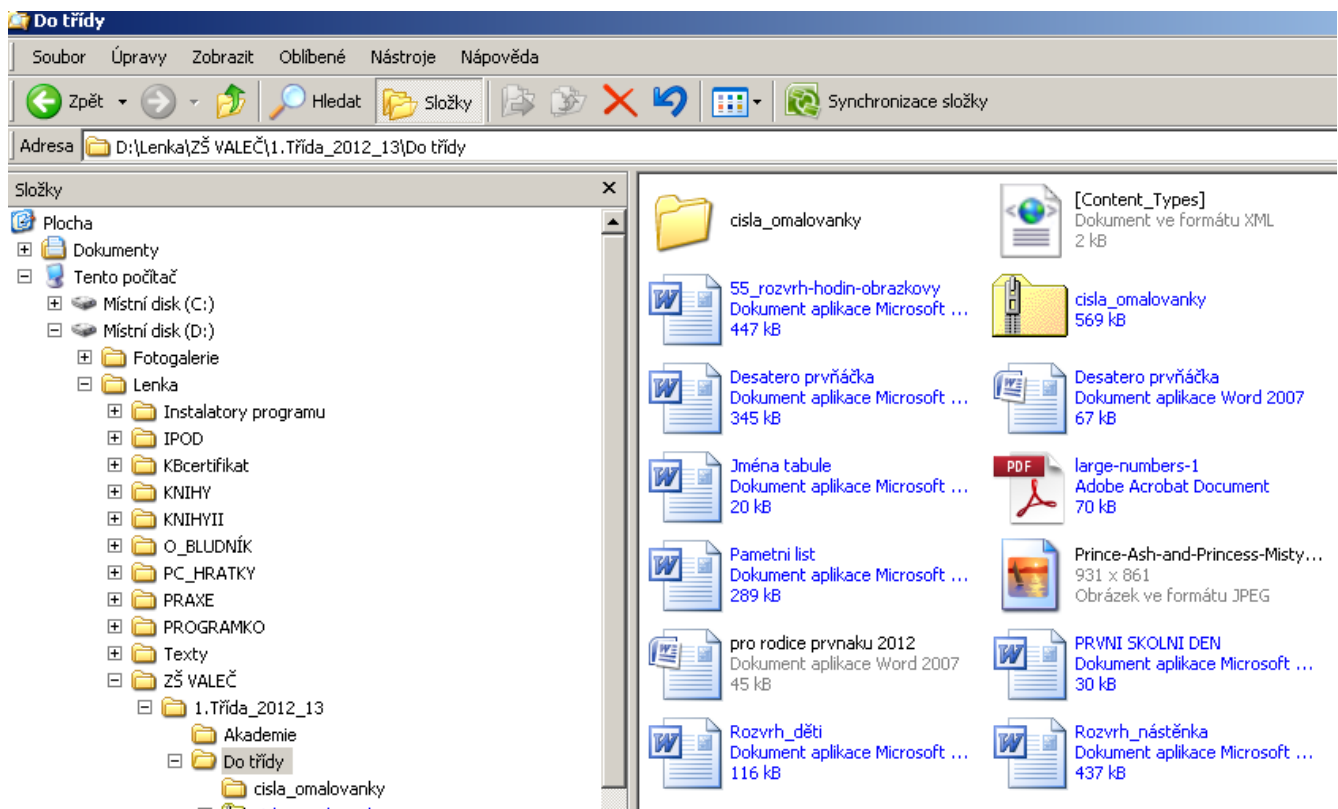 Do třídy
Soubor Úpravy Zobrazit Oblíbené Nástroje Nápověda
Zpět Hledat Složky Synchronizace složky
Adresa D:\Lenka\ZŠ VALEČ\1.Třída_2012_13\Do třídy
Složky
Plocha
Dokumenty
Tento počítač
Místní disk (C:)
Místní disk (D:)
Fotogalerie
Lenka
Instalatory programu
IPOD
KBcertifikat
KNIHY
KNIHYII
O_BLUDNÍK
PC_HRATKY
PRAXE
PROGRAMKO
Texty
ZŠ VALEČ
1.Třída_2012_13
Akademie
Do třídy
cisla_omalovanky
cisla_omalovanky
[Content_Types]
Dokument ve formátu XML
2 kB
55_rozvrh-hodin-obrazkovy
Dokument aplikace Microsoft ...
447 kB
cisla_omalovanky
569 kB
Desatero prvňáčka
Dokument aplikace Microsoft ...
345 kB
Desatero prvňáčka
Dokument aplikace Word 2007
67 kB
Jména tabule
Dokument aplikace Microsoft ...
20 kB
PDF
large-numbers-1
Adobe Acrobat Document
70 kB
Pametni list
Dokument aplikace Microsoft ...
289 kB
Prince-Ash-and-Princess-Misty...
931 x 861
Obrázek ve formátu JPEG
pro rodice prvnaku 2012
Dokument aplikace Word 2007
45 kB
PRVNI SKOLNI DEN
Dokument aplikace Microsoft ...
30 kB
Rozvrh_děti
Dokument aplikace Microsoft ...
116 kB
Rozvrh_nástěnka
Dokument aplikace Microsoft ...
437 kB